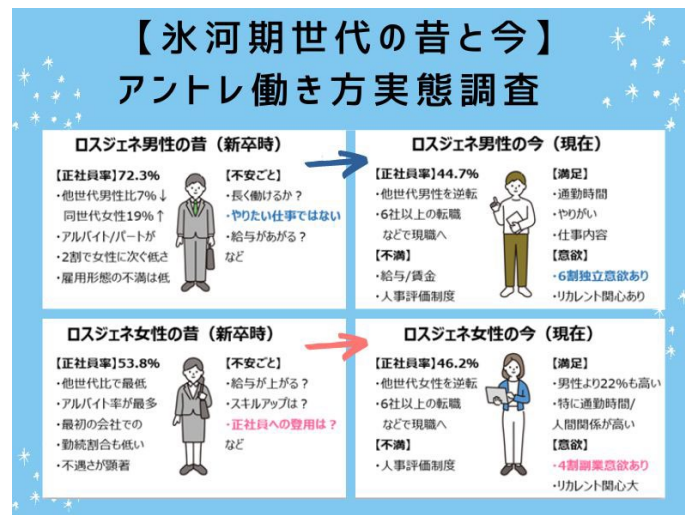 【氷河期世代の昔と今】
アントレ働き方実態調査
ロスジェネ男性の昔（新卒時）
【正社員率】72.3%
・他世代男性比7%↓
同世代女性19%↑
・アルバイト/パートが
・2割で女性に次ぐ低さ
・雇用形態の不満は低
【不安ごと】
・長く働けるか？
・やりたい仕事ではない
・給与があがる？
など
ロスジェネ男性の今（現在）
【正社員率】44.7%
・他世代男性を逆転
・6社以上の転職
などで現職へ
【不満】
・給与/賃金
・人事評価制度
【満足】
・通勤時間
・やりがい
・仕事内容
【意欲】
・6割独立意欲あり
・リカレント関心あり
ロスジェネ女性の昔（新卒時）
【正社員率】53.8%
・他世代比で最低
・アルバイト率が最多
・最初の会社での
・勤続割合も低い
・不遇さが顕著
【不安ごと】
・給与が上がる？
・スキルアップは？
・正社員への登用は？
など
ロスジェネ女性の今（現在）
【正社員率】46.2%
・他世代女性を逆転
・6社以上の転職
などで現職へ
【不満】
・人事評価制度
【満足】
・男性より22%も高い
・特に通勤時間/
人間関係が高い
【意欲】
・4割副業意欲あり
・リカレント関心大